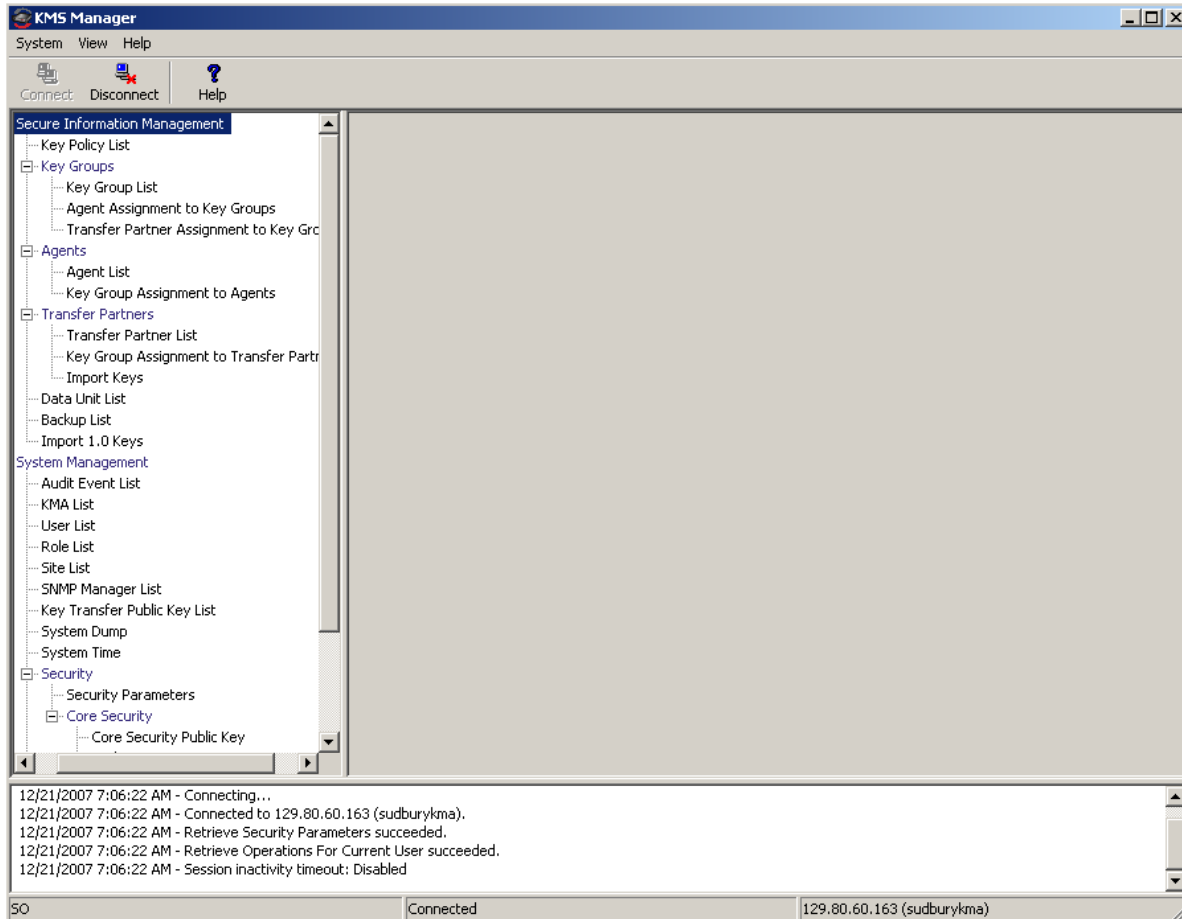 KMS Manager
System View Help
Connect Disconnect Help
Secure Information Management
Key Policy List
Key Groups
Key Group List
Agent Assignment to Key Groups
Transfer Partner Assignment to Key Grc
Agents
Agent List
Key Group Assignment to Agents
Transfer Partners
Transfer Partner List
Key Group Assignment to Transfer Partr
Import Keys
Data Unit List
Backup List
Import 1.0 Keys
System Management
Audit Event List
KMA List
User List
Role List
Site List
SNMP Manager List
Key Transfer Public Key List
System Dump
System Time
Security
Security Parameters
Core Security
Core Security Public Key
12/21/2007 7:06:22 AM - Connecting...
12/21/2007 7:06:22 AM - Connected to 129.80.60.163 (sudburykma).
12/21/2007 7:06:22 AM - Retrieve Security Parameters succeeded.
12/21/2007 7:06:22 AM - Retrieve Operations For Current User succeeded.
12/21/2007 7:06:22 AM - Session inactivity timeout: Disabled
SO Connected 129.80.60.163 (sudburykma)